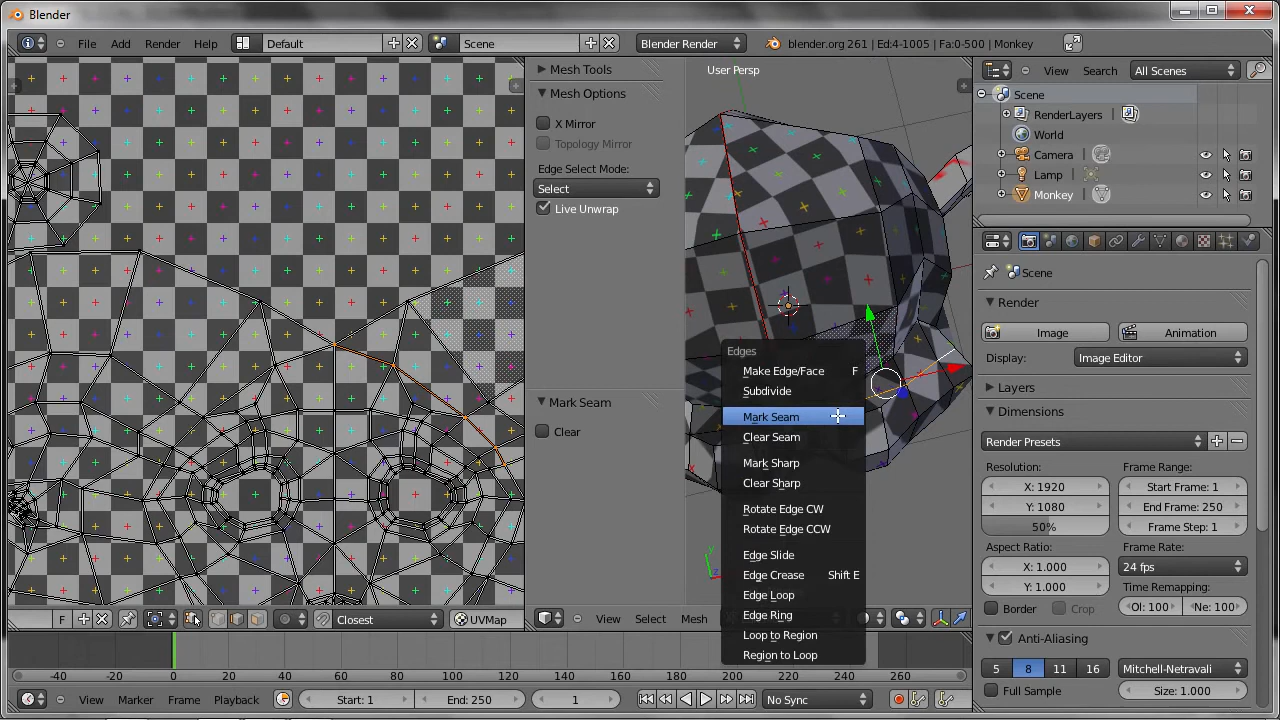 Blender
File Add Render Help Default Scene Blender Render blender.org 261 | Ed:4-1005 | Fa:0-500 | Monkey
Mesh Tools
Mesh Options
X Mirror
Topology Mirror
Edge Select Mode:
Select
Live Unwrap
Mark Seam
Clear
User Persp
Edges
Make Edge/Face F
Subdivide
Mark Seam
Clear Seam
Mark Sharp
Clear Sharp
Rotate Edge CW
Rotate Edge CCW
Edge Slide
Edge Crease Shift E
Edge Loop
Edge Ring
Loop to Region
Region to Loop
View Search All Scenes
Scene
RenderLayers
World
Camera
Lamp
Monkey
Scene
Render
Image Animation
Display: Image Editor
Layers
Dimensions
Render Presets
Resolution: Frame Range:
X: 1920 Start Frame: 1
Y: 1080 End Frame: 250
50% Frame Step: 1
Aspect Ratio: Frame Rate:
X: 1.000 24 fps
Y: 1.000 Time Remapping:
Border Crop Ol: 100 Ne: 100
Anti-Aliasing
5 8 11 16 Mitchell-Netravali
Full Sample Size: 1.000
F Closest UVMap
View Select Mesh
-40 -20 0 20 40 60 80 100 120 140 160 180 200 220 240 260
View Marker Frame Playback Start: 1 End: 250 1 No Sync